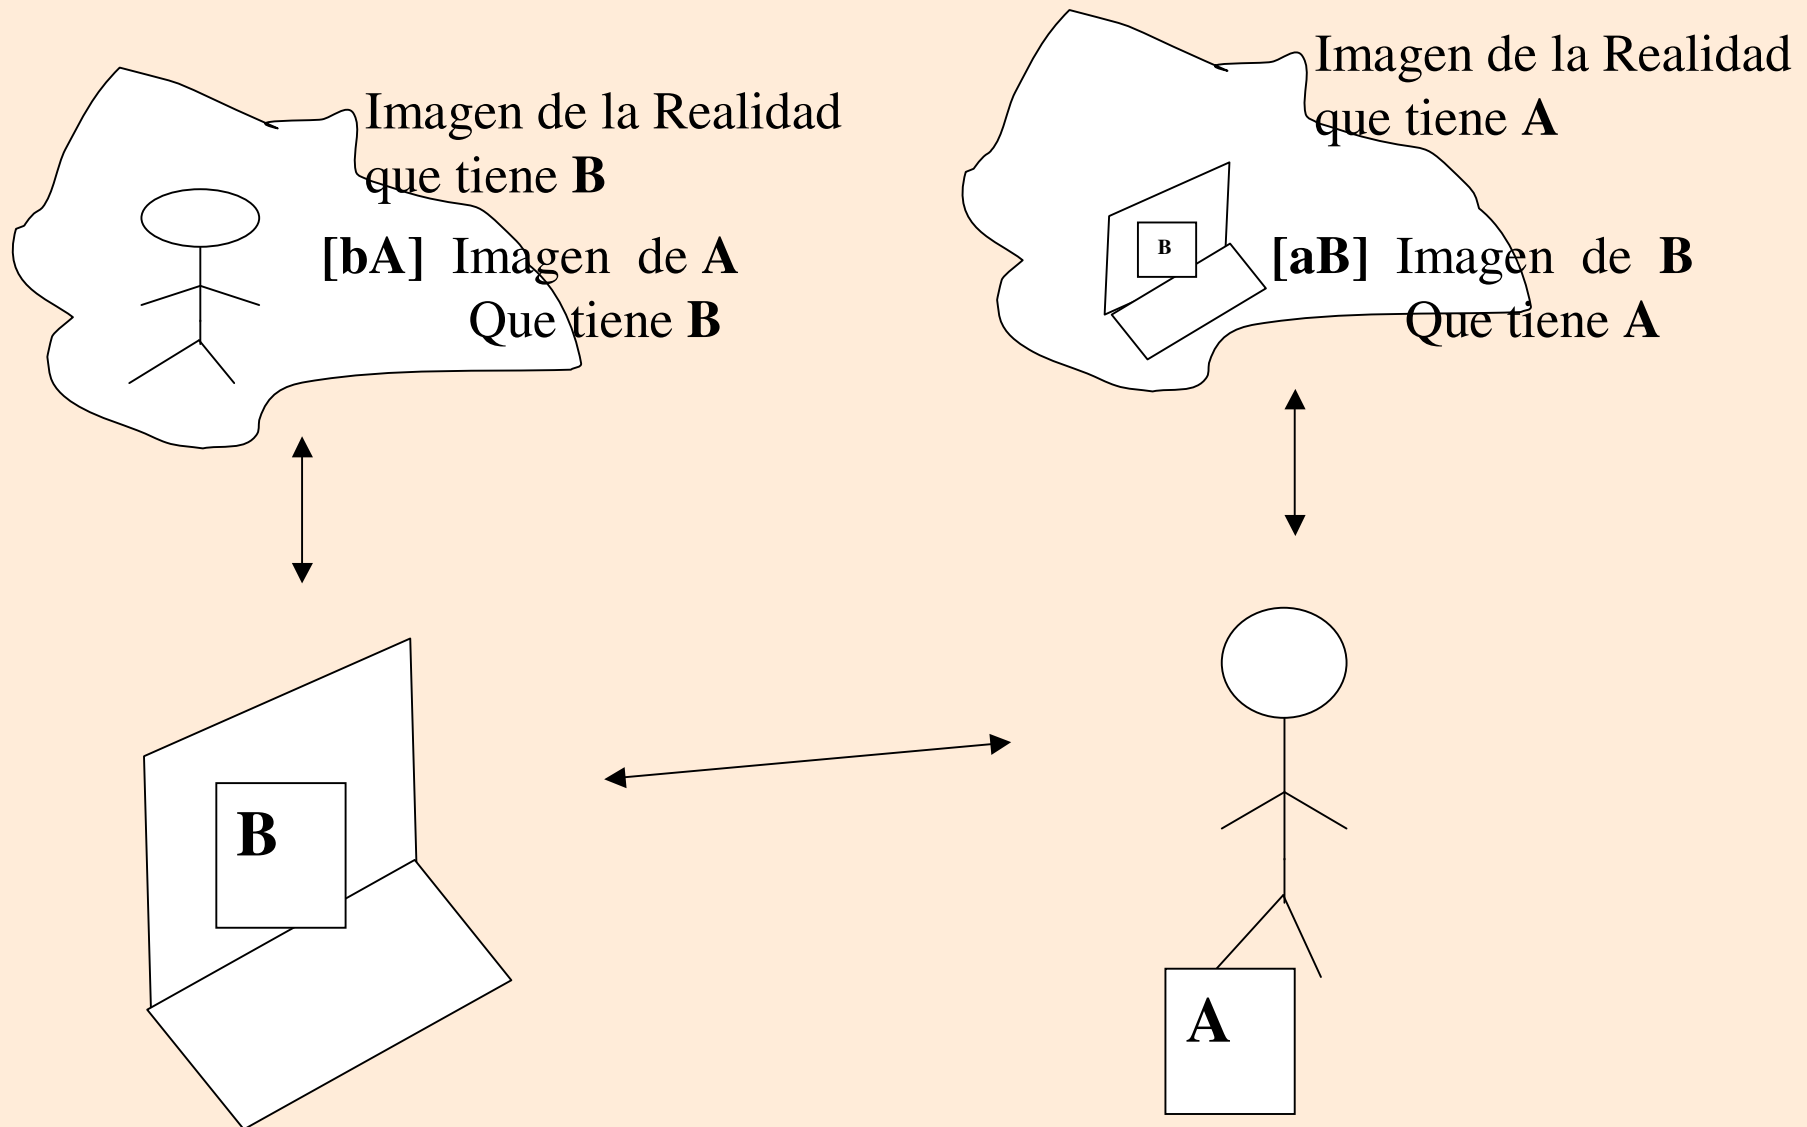 Imagen de la Realidad
que tiene B
[bA] Imagen de A
Que tiene B
Imagen de la Realidad
que tiene A
B
[aB] Imagen de B
Que tiene A
B
A